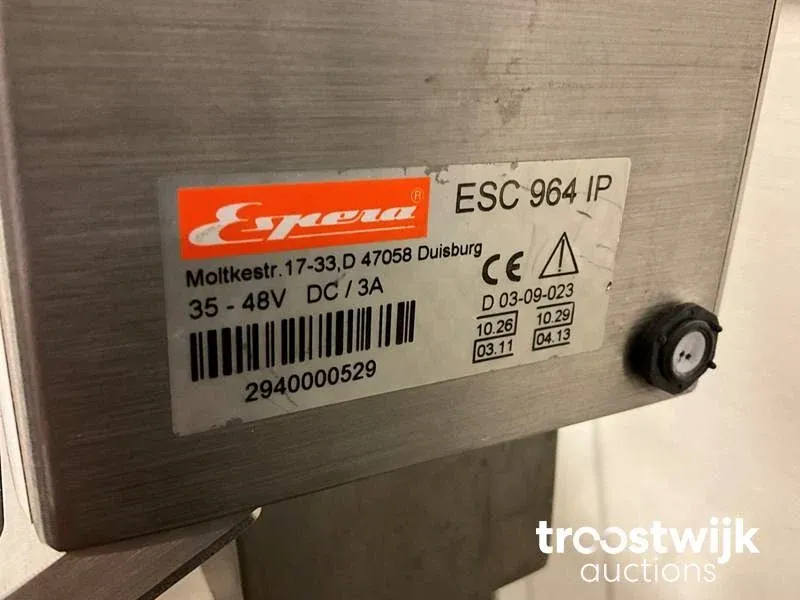 Espera®
ESC 964 IP
Moltkestr.17-33,D 47058 Duisburg
35 - 48V DC / 3A
CE
D 03-09-023
10.26 10.29
03.11 04.13
2940000529
troostwijk
auctions